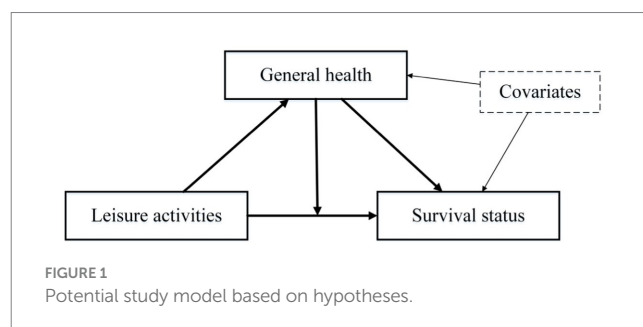 General health
Covariates
Leisure activities
Survival status
FIGURE 1
Potential study model based on hypotheses.